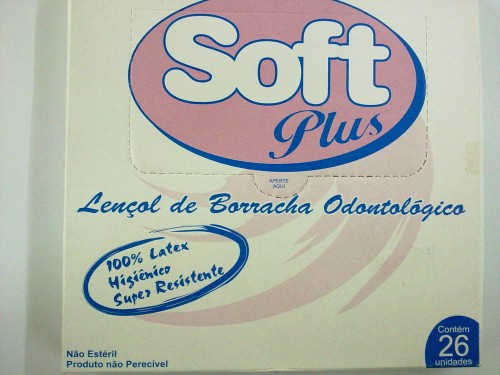 Soft
Plus
APERTE
AQUI
Lençol de Borracha Odontológico
100% Latex
Higiênico
Super Resistente
Não Estéril
Produto não Perecível
Contém
26
unidades